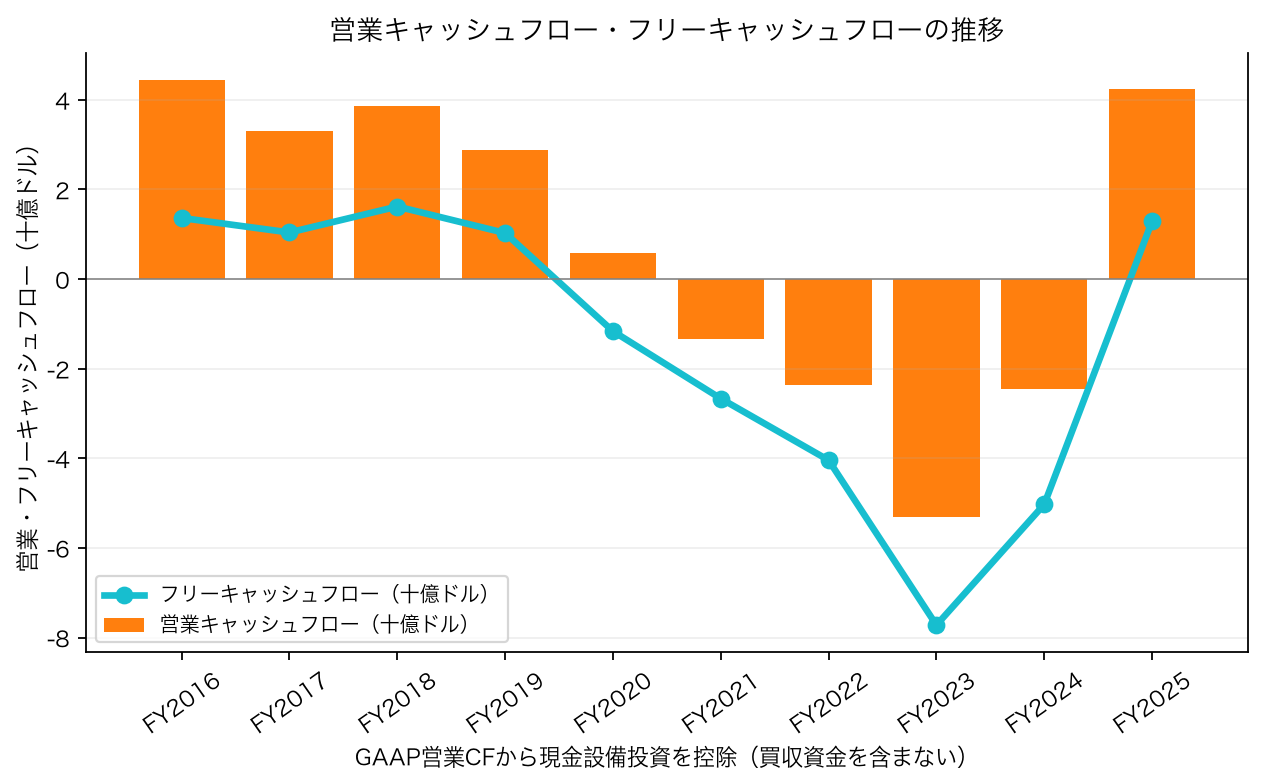 営業キャッシュフロー・フリーキャッシュフローの推移
営業・フリーキャッシュフロー（十億ドル）
4
2
0
-2
-4
-6
-8
フリーキャッシュフロー（十億ドル）
営業キャッシュフロー（十億ドル）
FY2016
FY2017
FY2018
FY2019
FY2020
FY2021
FY2022
FY2023
FY2024
FY2025
GAAP営業CFから現金設備投資を控除（買収資金を含まない）